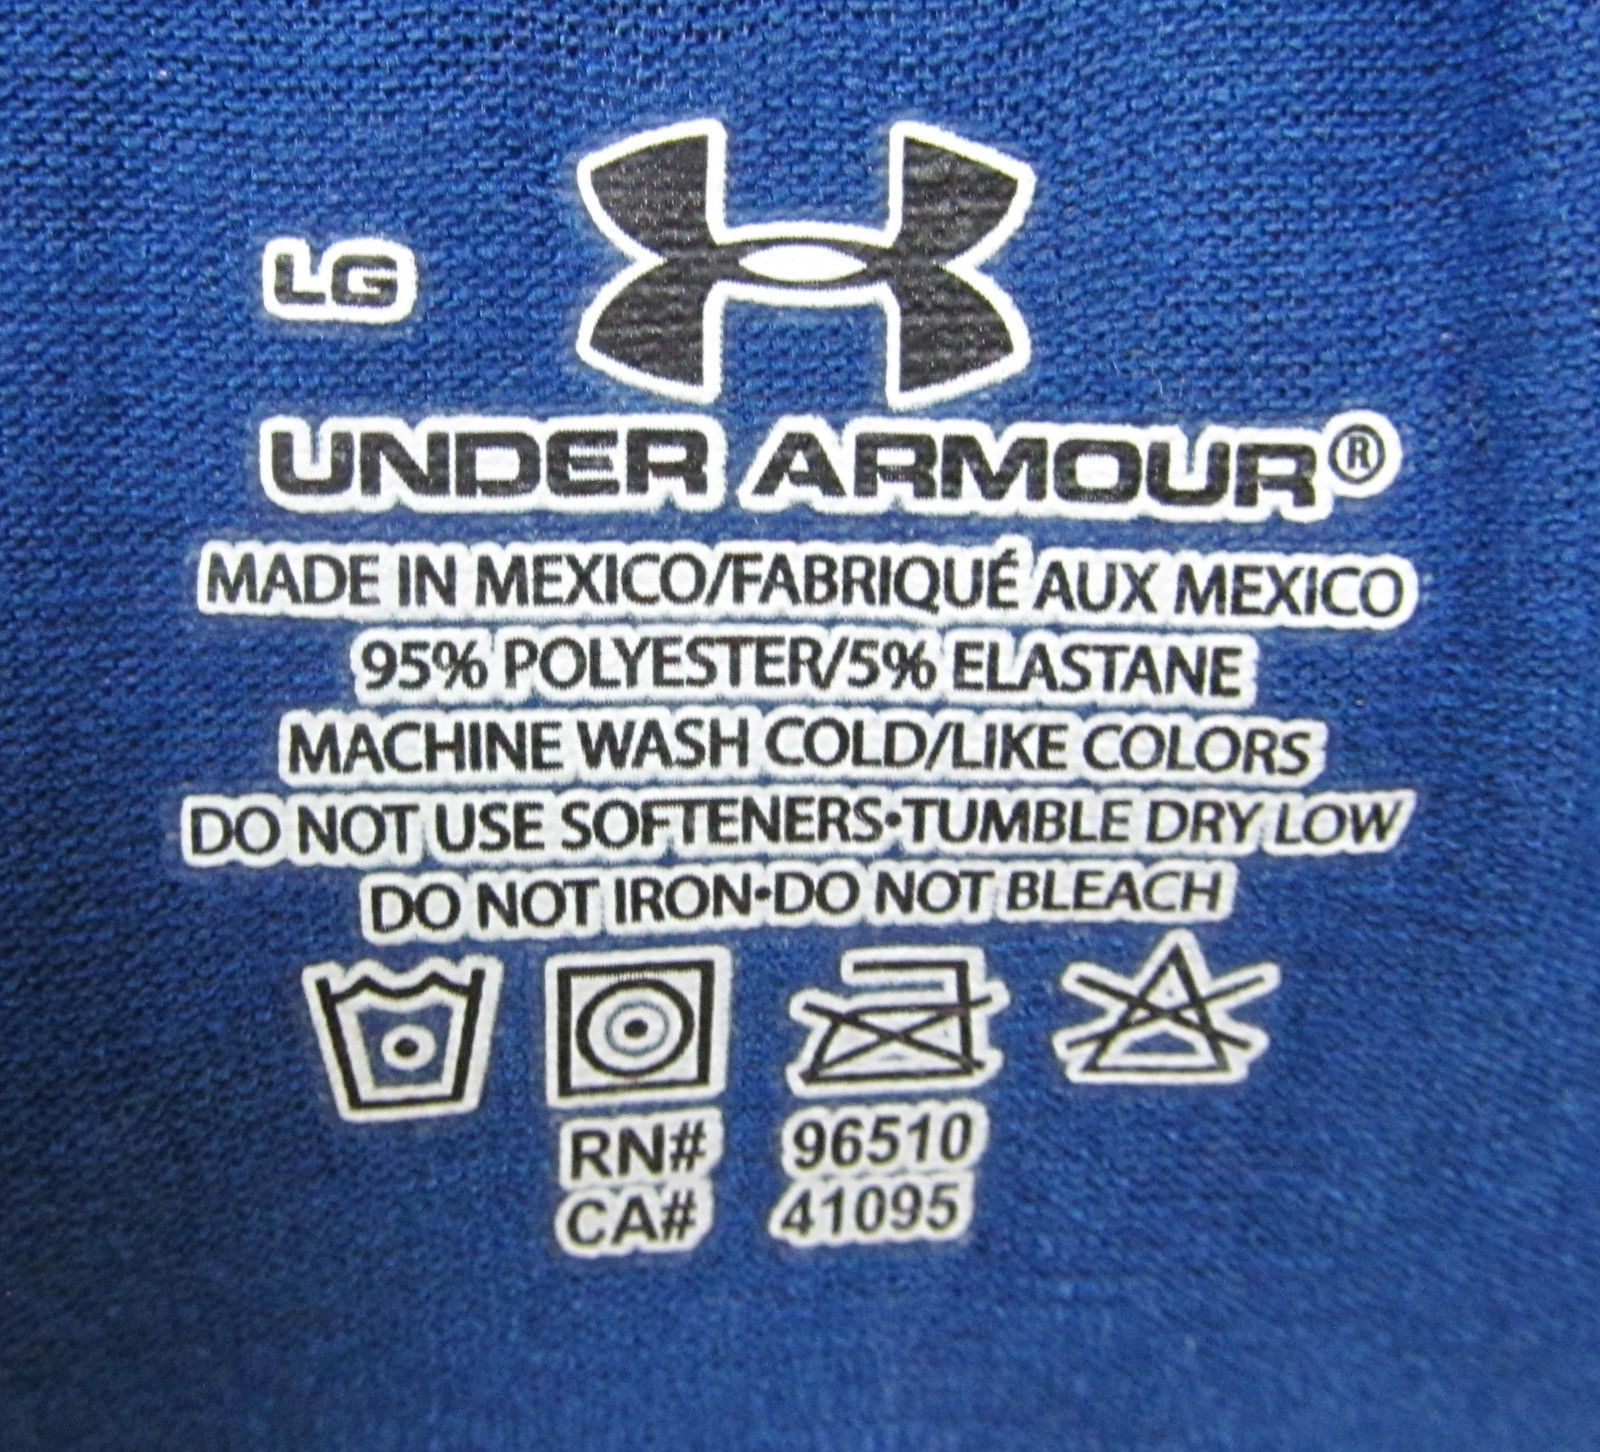 LG
UNDER ARMOUR®
MADE IN MEXICO/FABRIQUÉ AUX MEXICO
95% POLYESTER/5% ELASTANE
MACHINE WASH COLD/LIKE COLORS
DO NOT USE SOFTENERS•TUMBLE DRY LOW
DO NOT IRON•DO NOT BLEACH
RN# 96510
CA# 41095